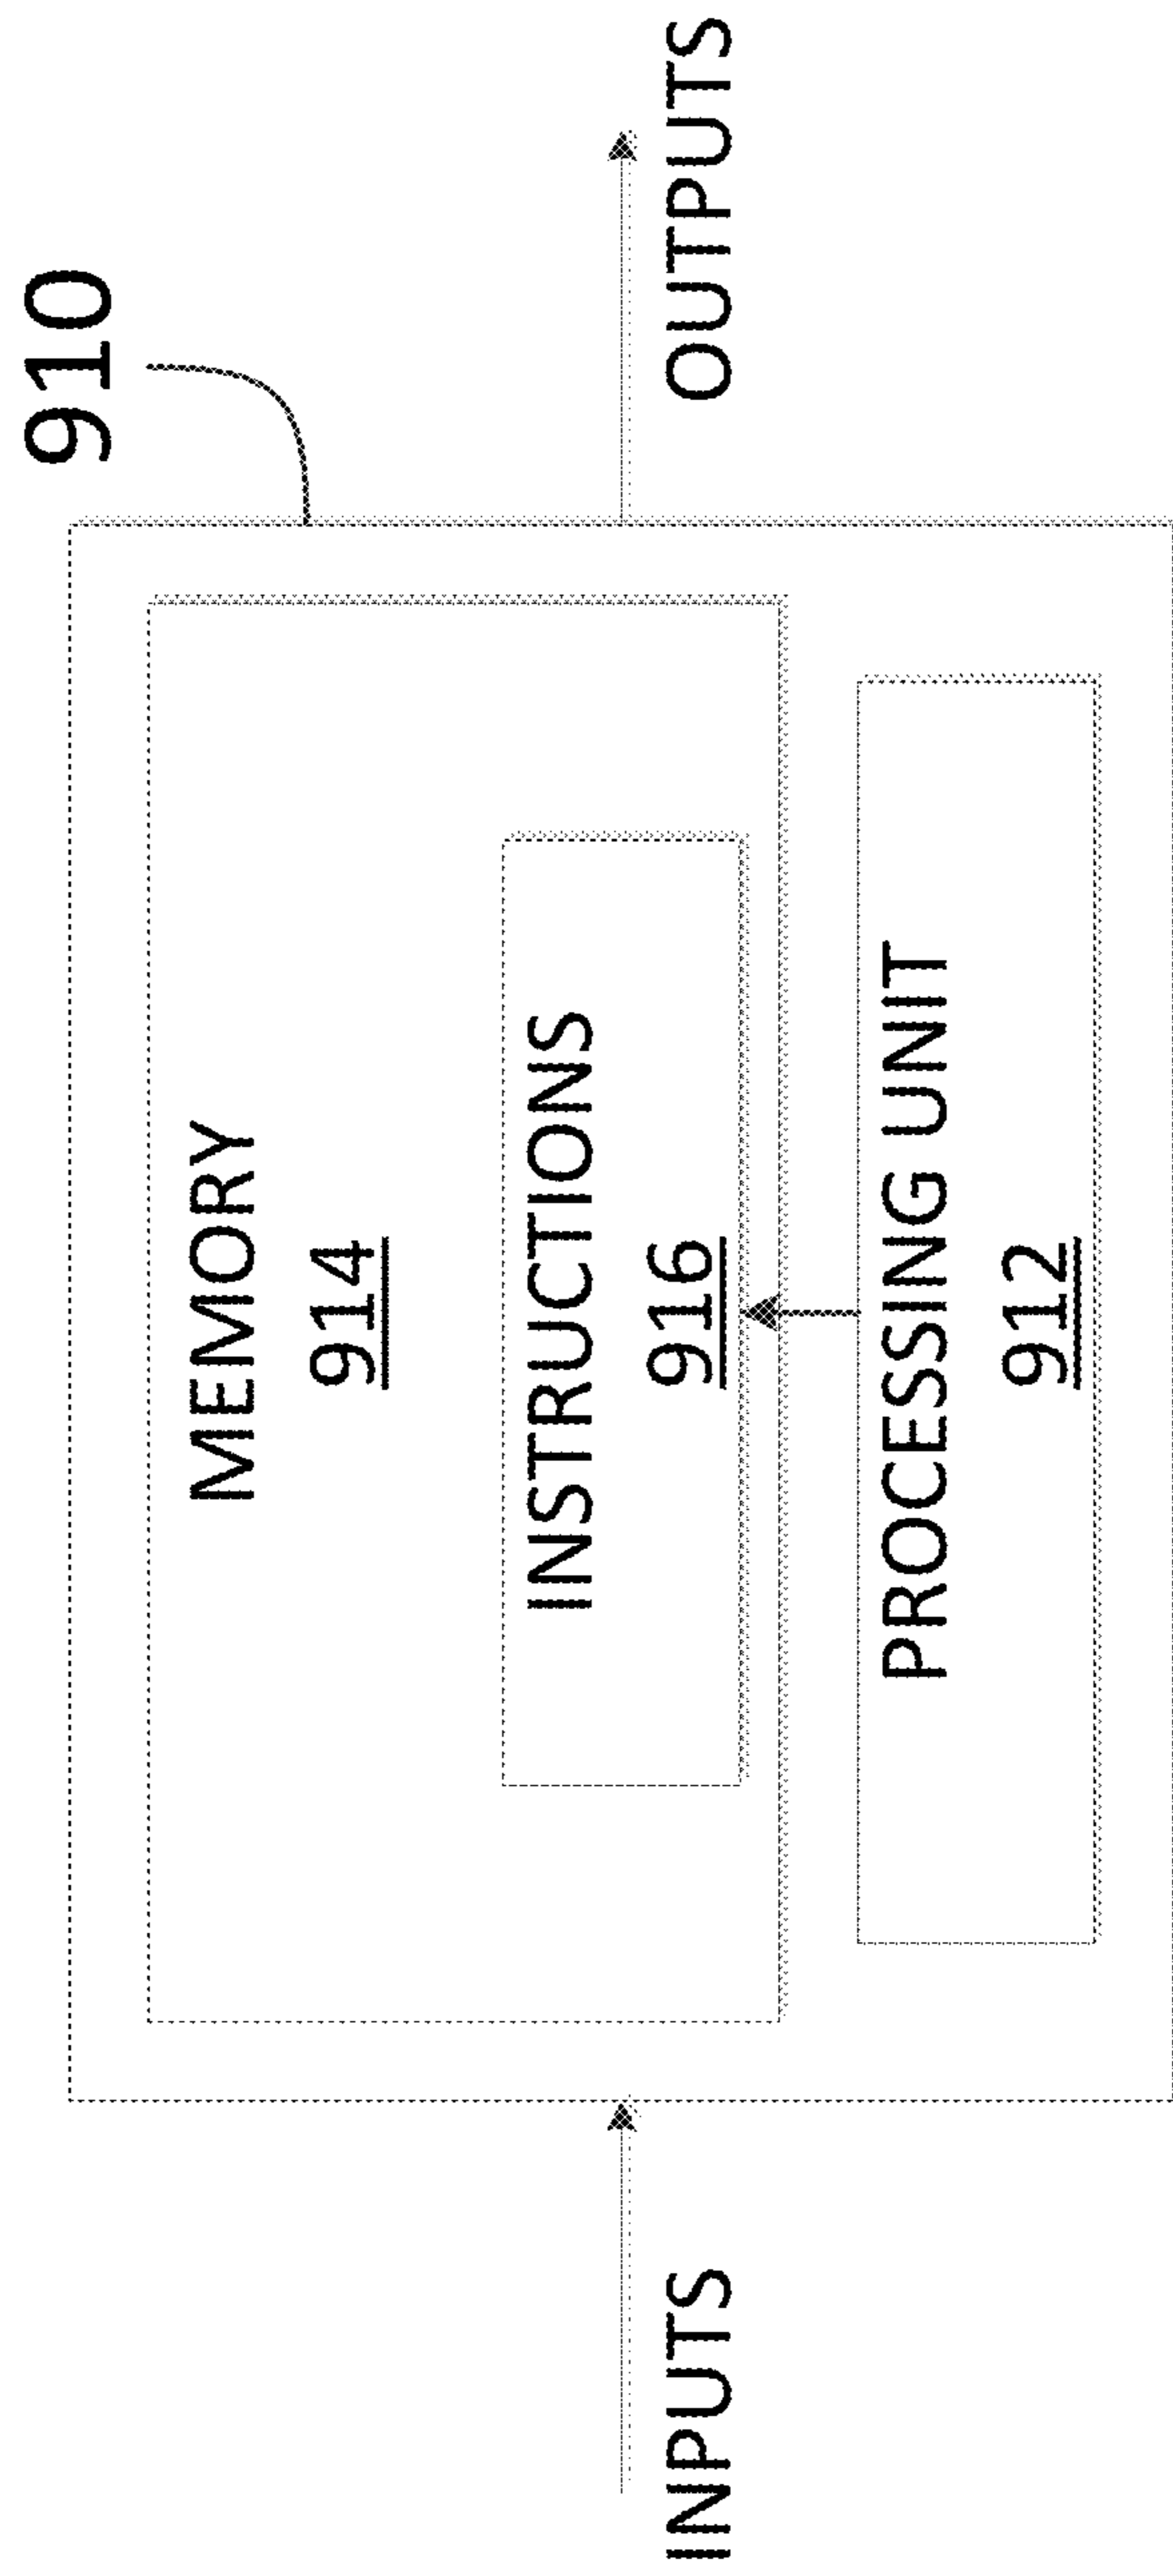 910
MEMORY
914
INSTRUCTIONS
916
INPUTS
OUTPUTS
PROCESSING UNIT
912